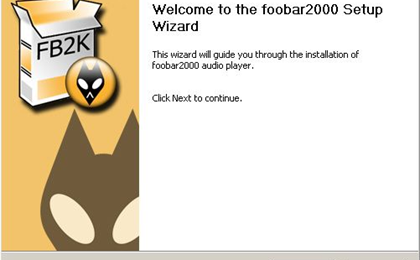 FB2K
Welcome to the foobar2000 Setup
Wizard
This wizard will guide you through the installation of
foobar2000 audio player.
Click Next to continue.